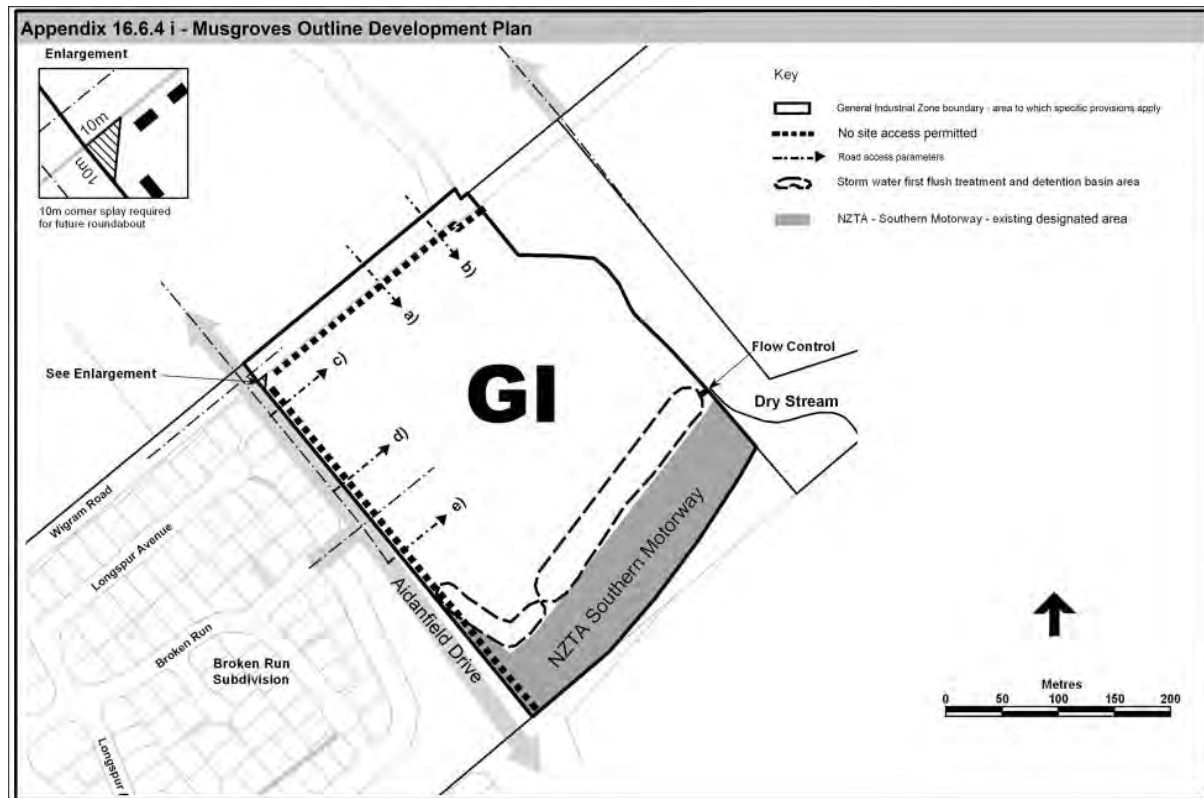 Appendix 16.6.4 i - Musgroves Outline Development Plan
Enlargement
10m
10m
10m corner splay required
for future roundabout
Key
General Industrial Zone boundary - area to which specific provisions apply
No site access permitted
Road access parameters
Storm water first flush treatment and detention basin area
NZTA - Southern Motorway - existing designated area
b)
a)
c)
See Enlargement
Flow Control
GI
Dry Stream
d)
e)
Wigram Road
Longspur Avenue
NZTA Southern Motorway
Aidanfield Drive
Broken Run
Broken Run
Subdivision
Longspur
Metres
0 50 100 150 200